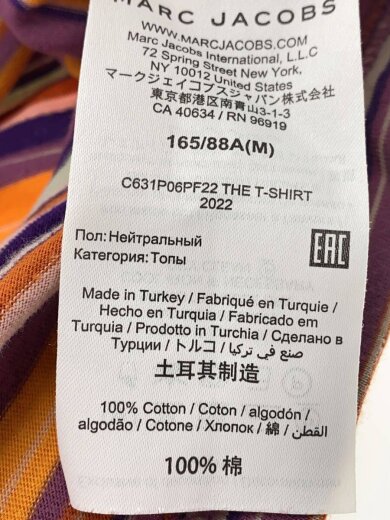 MARC JACOBS
WWW.MARCJACOBS.COM
Marc Jacobs International, L.L.C
72 Spring Street New York,
NY 10012 United States
マークジェイコブスジャパン株式会社
東京都港区南青山3-1-3
CA 40634 / RN 96919
165/88A(M)
C631P06PF22 THE T-SHIRT
2022
Пол:Нейтральный
Категория:Топы
EAC
Made in Turkey / Fabriqué en Turquie /
Hecho en Turquia / Fabricado em
Turquia / Prodotto in Turchia / Сделано в
Турции / トルコ / صنع في تركيا
土耳其制造
100% Cotton / Coton / algodón /
algodão / Cotone / Хлопок / 綿 / القطن /
100% 棉